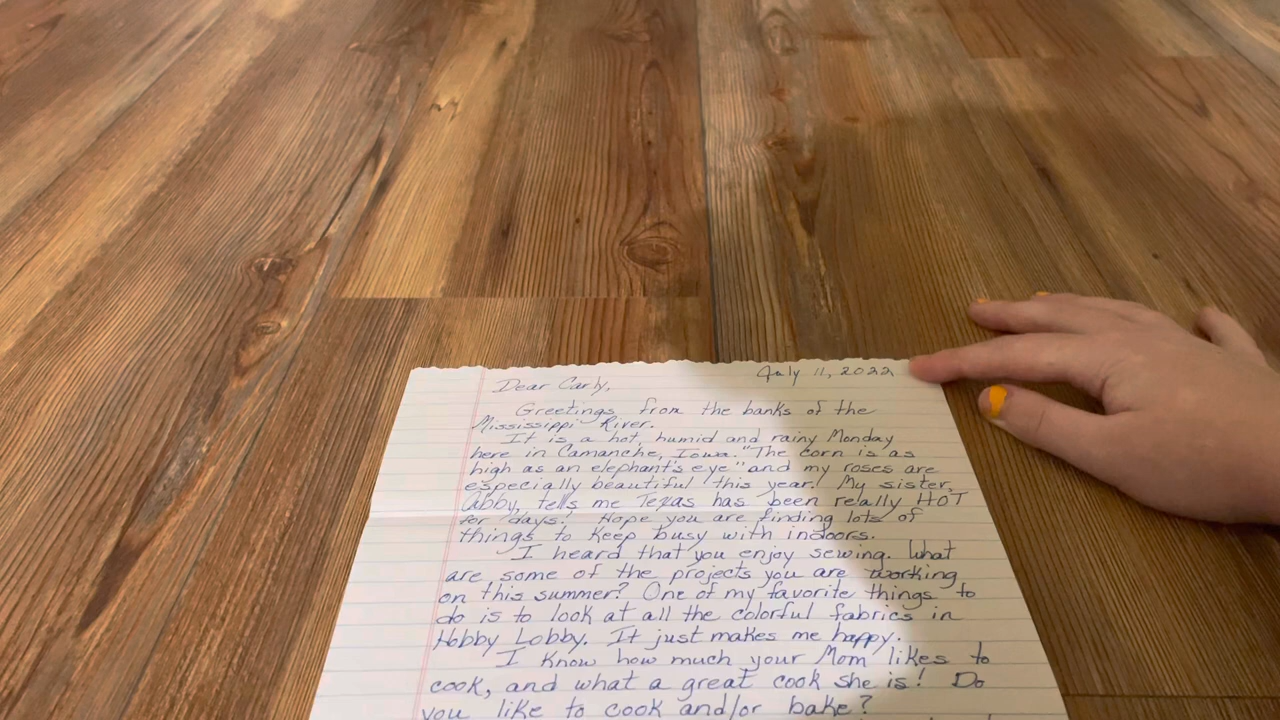 July 11, 2022
Dear Carly,
Greetings from the banks of the
Mississippi River.
It is a hot, humid and rainy Monday
here in Camanche, Iowa. "The corn is as
high as an elephant's eye" and my roses are
especially beautiful this year! My sister,
Abby, tells me Texas has been really HOT
for days. Hope you are finding lots of
things to keep busy with indoors.
I heard that you enjoy sewing. What
are some of the projects you are working
on this summer? One of my favorite things to
do is to look at all the colorful fabrics in
Hobby Lobby. It just makes me happy.
I know how much your Mom likes to
cook, and what a great cook she is! Do
you like to cook and/or bake?